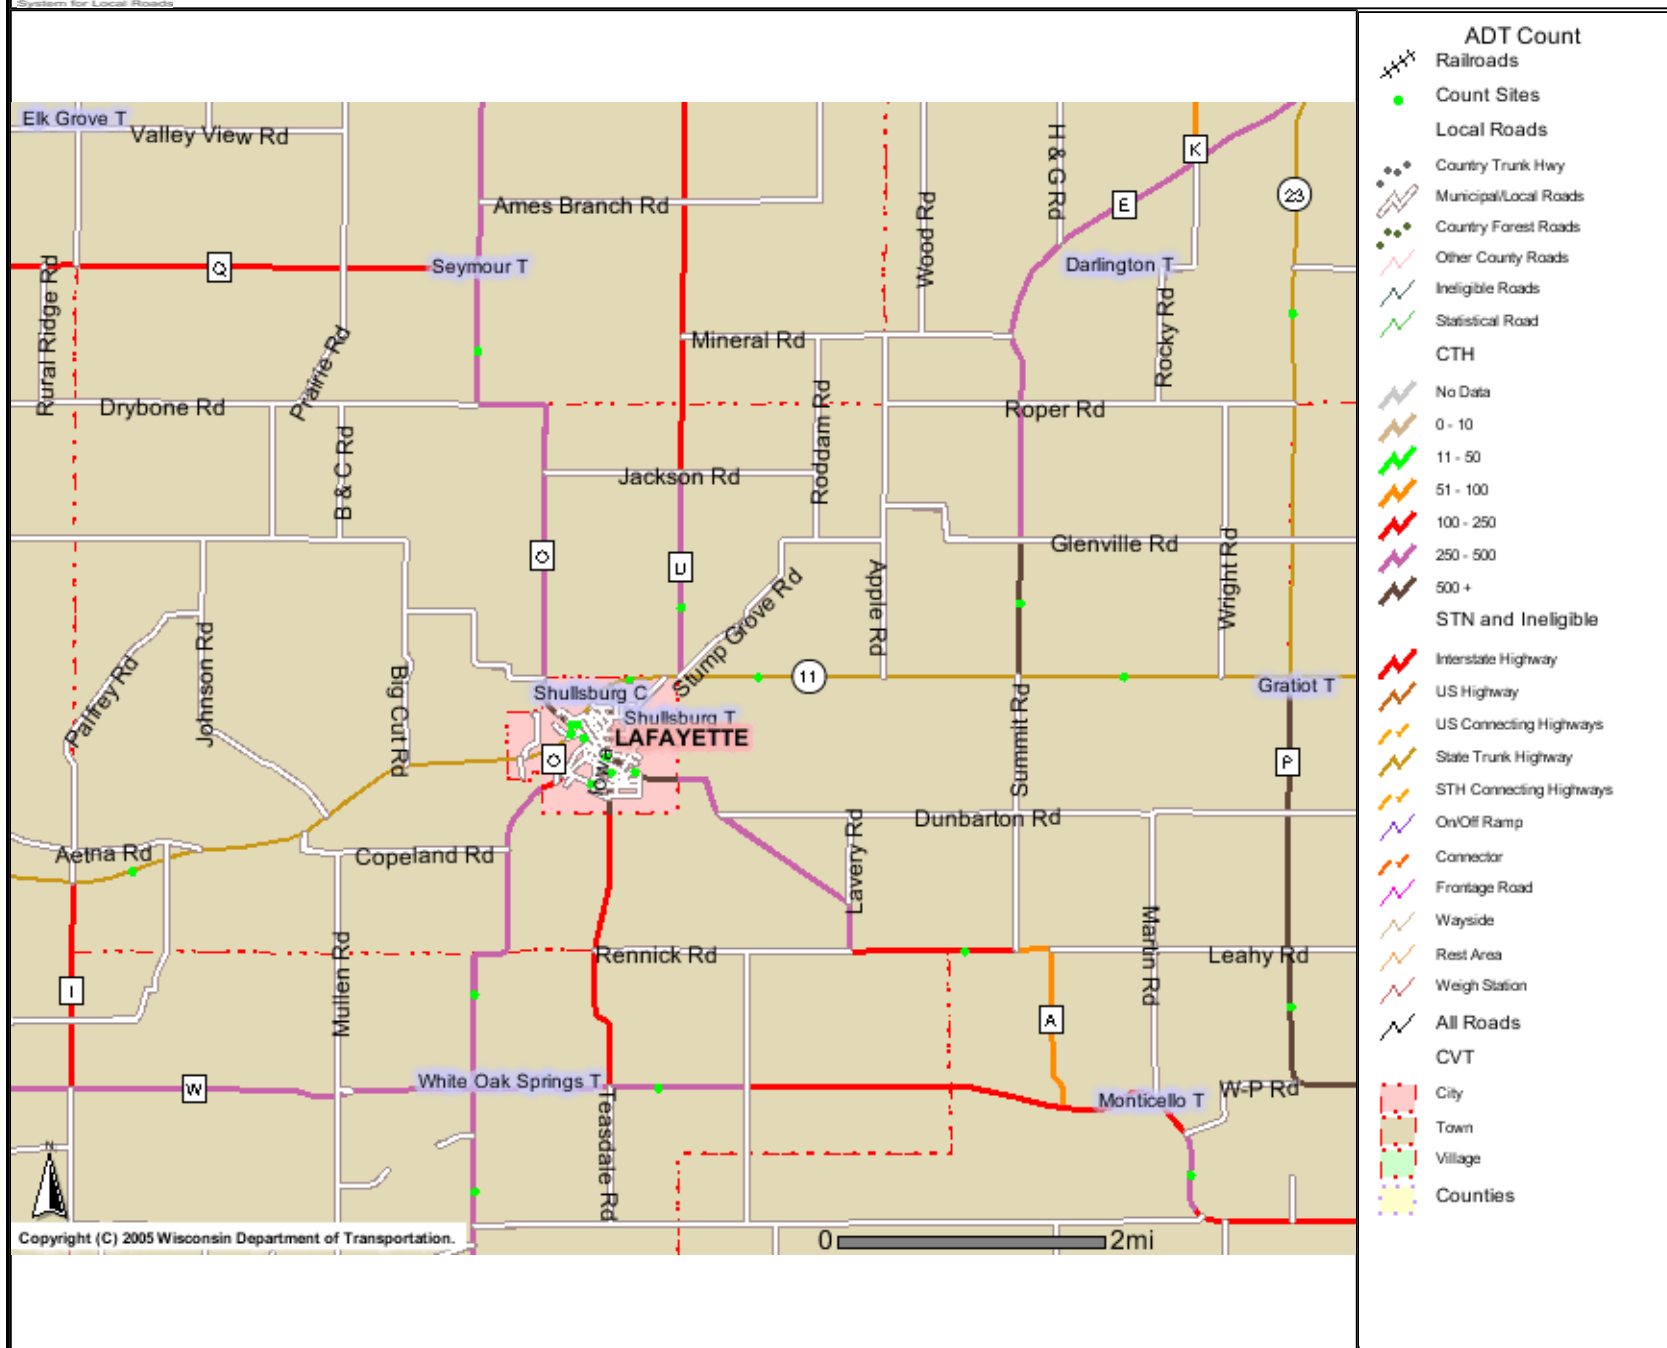 System for Local Roads
Elk Grove T
Valley View Rd
Ames Branch Rd
H & G Rd
K
E
23
Wood Rd
Q
Seymour T
Darlington T
Rural Ridge Rd
Prairie Rd
Mineral Rd
Rocky Rd
Drybone Rd
B & C Rd
Roddam Rd
Roper Rd
Jackson Rd
O
U
Glenville Rd
Wright Rd
Apple Rd
Stump Grove Rd
Palfrey Rd
Johnson Rd
Big Cut Rd
Shullsburg C
11
Gratiot T
Shullsburg T
LAFAYETTE
O
Iowa
Summit Rd
P
Aetna Rd
Copeland Rd
Lavery Rd
Dunbarton Rd
Mullen Rd
Rennick Rd
Martin Rd
Leahy Rd
I
A
W
White Oak Springs T
Teasdale Rd
Monticello T
W-P Rd
N
Copyright (C) 2005 Wisconsin Department of Transportation.
0 2mi
ADT Count
Railroads
Count Sites
Local Roads
Country Trunk Hwy
Municipal/Local Roads
Country Forest Roads
Other County Roads
Ineligible Roads
Statistical Road
CTH
No Data
0 - 10
11 - 50
51 - 100
100 - 250
250 - 500
500 +
STN and Ineligible
Interstate Highway
US Highway
US Connecting Highways
State Trunk Highway
STH Connecting Highways
On/Off Ramp
Connector
Frontage Road
Wayside
Rest Area
Weigh Station
All Roads
CVT
City
Town
Village
Counties